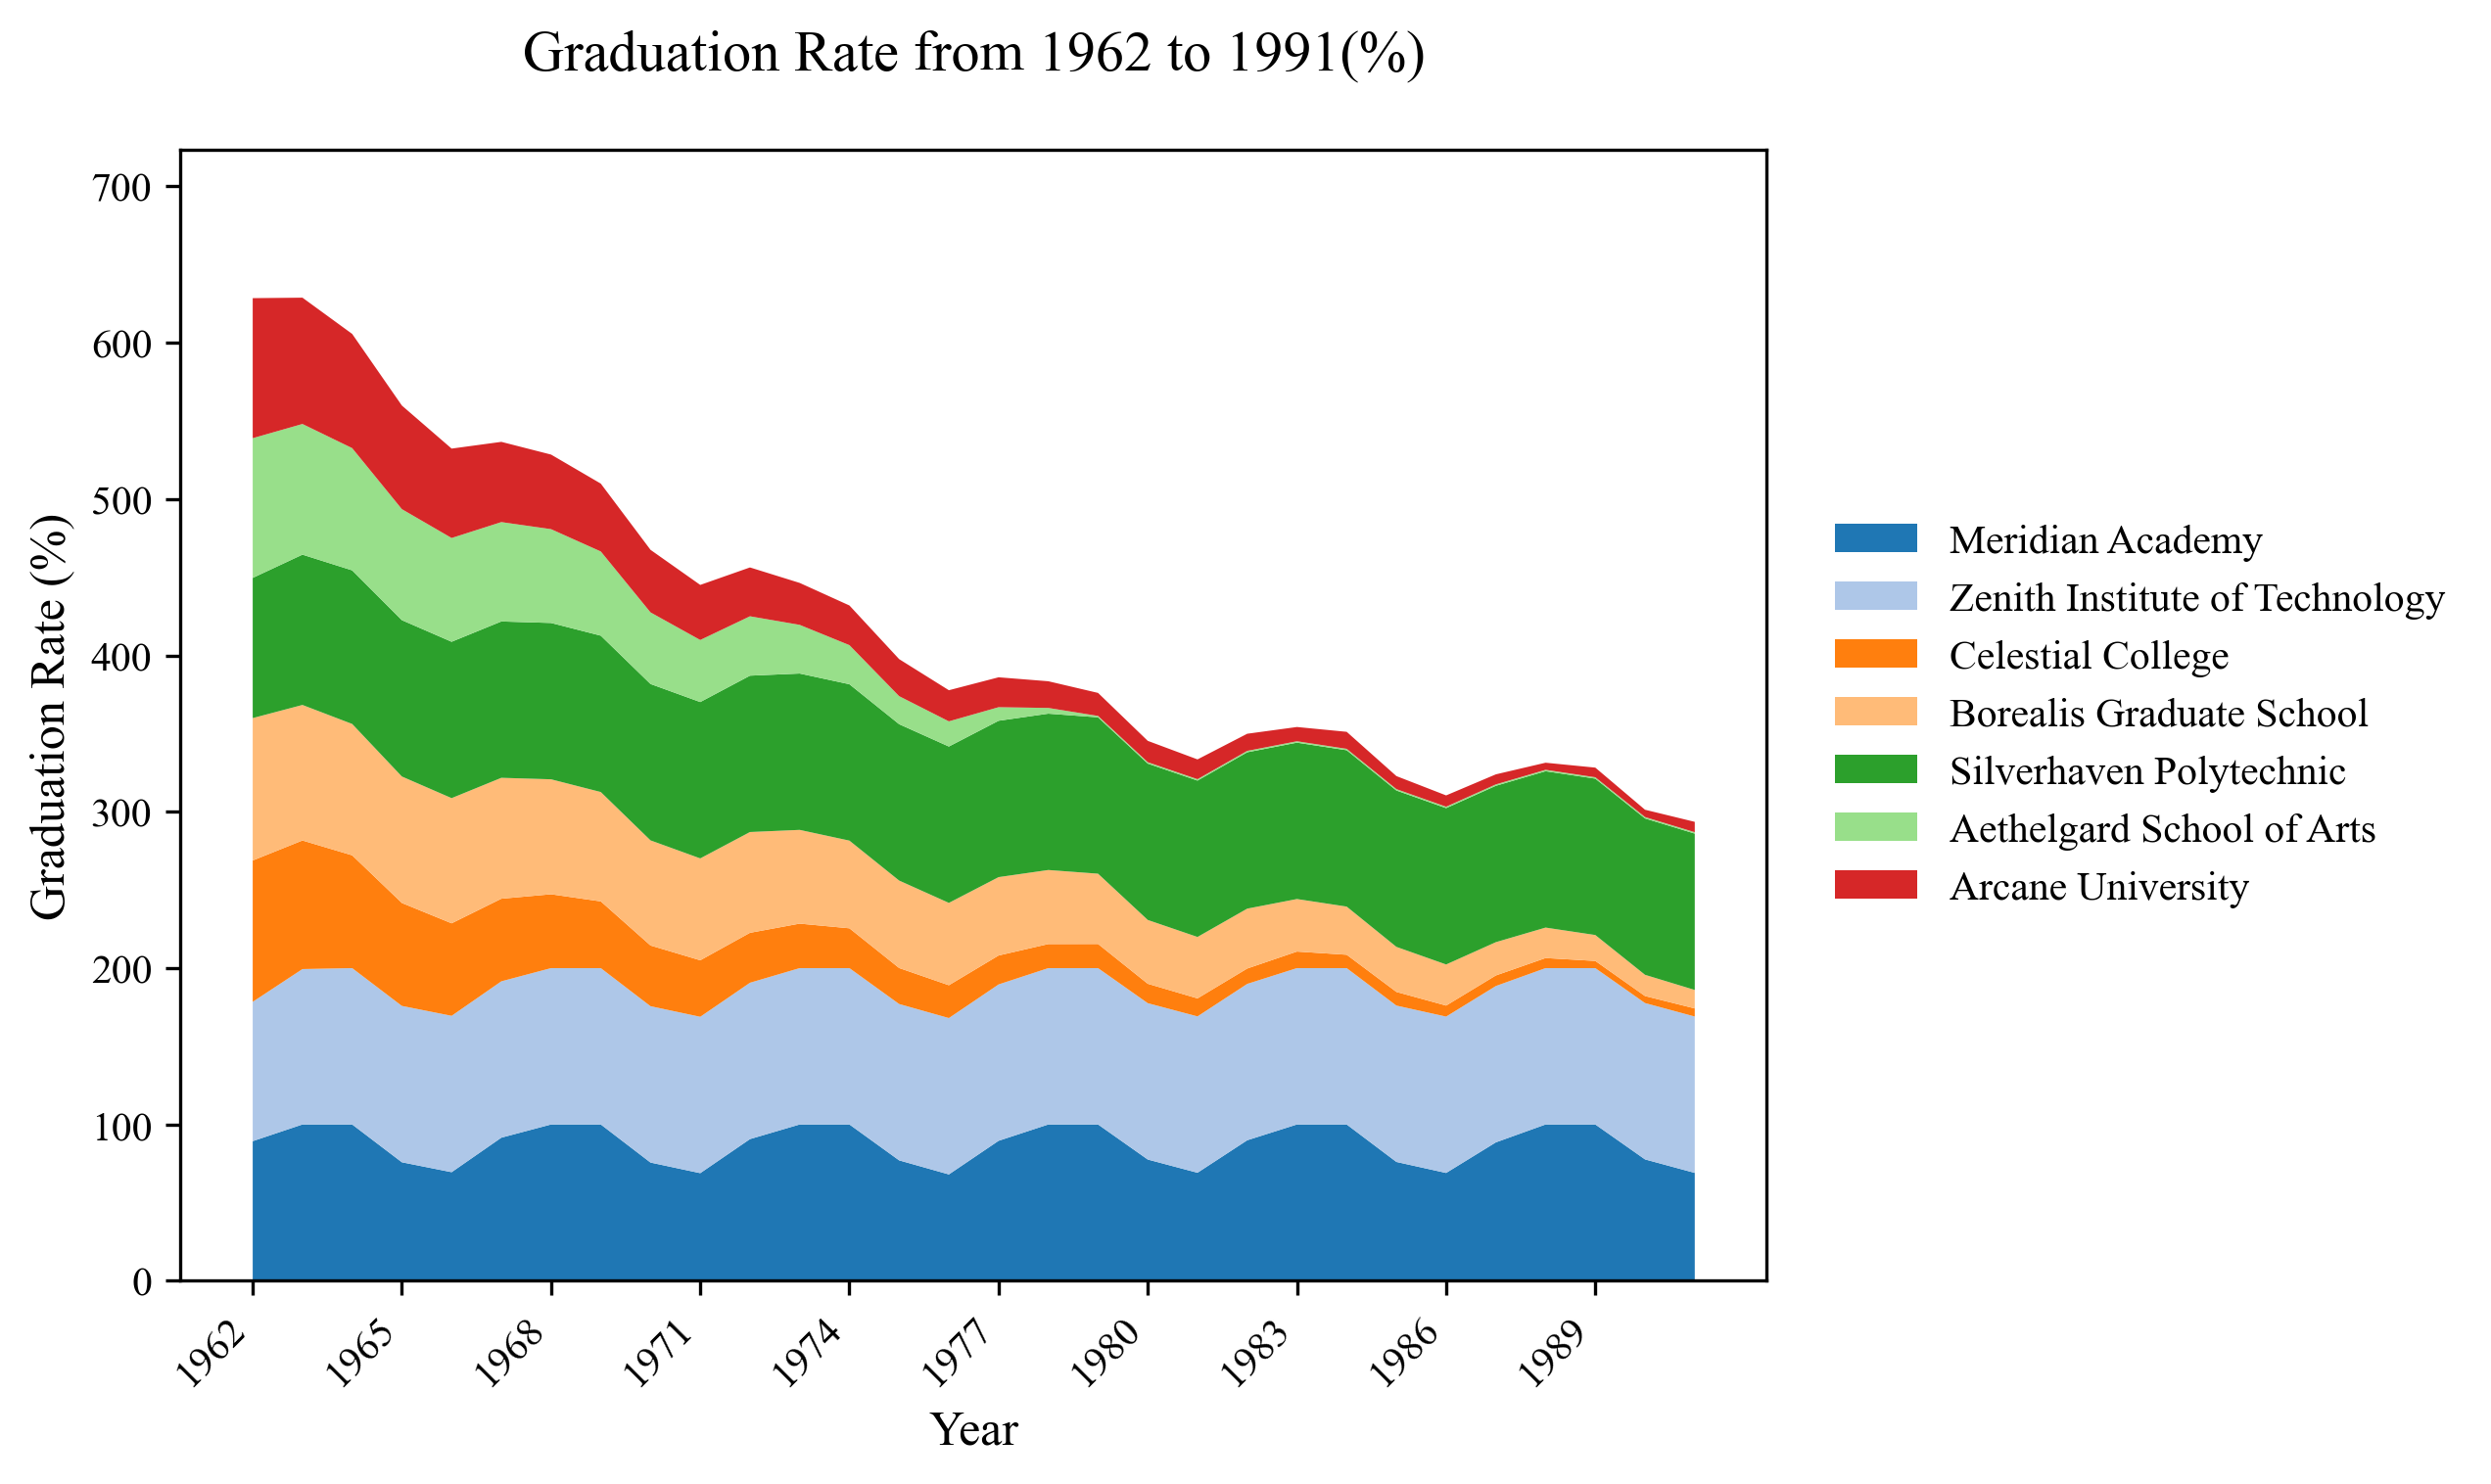 Graduation Rate from 1962 to 1991(%)
Graduation Rate (%)
700
600
500
400
300
200
100
0
1962
1965
1968
1971
1974
1977
1980
1983
1986
1989
Year
Meridian Academy
Zenith Institute of Technology
Celestial College
Borealis Graduate School
Silverhaven Polytechnic
Aethelgard School of Arts
Arcane University